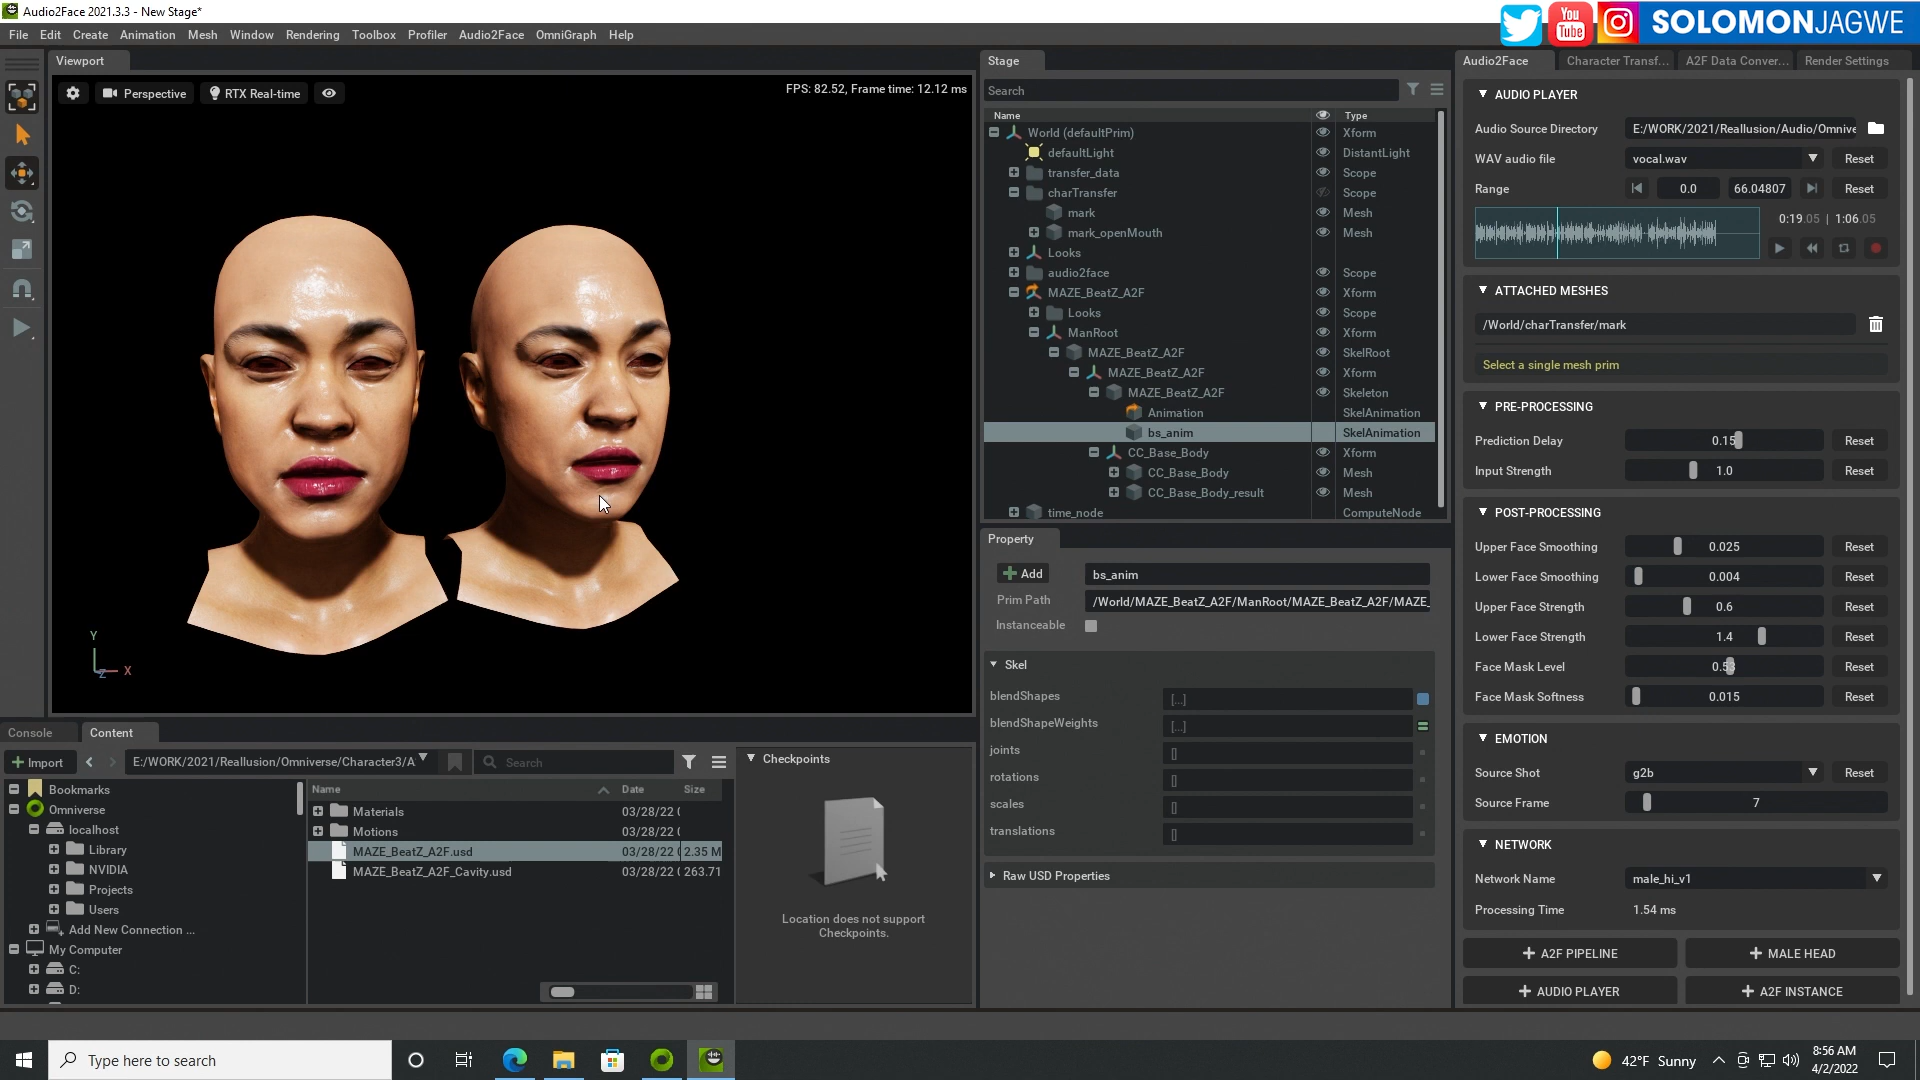 Audio2Face 2021.3.3 - New Stage*
SOLOMONJAGWE
You Tube
File Edit Create Animation Mesh Window Rendering Toolbox Profiler Audio2Face OmniGraph Help
Viewport
Perspective
RTX Real-time
FPS: 82.52, Frame time: 12.12 ms
Y
Z
X
Stage
Search
Name Type
World (defaultPrim) Xform
defaultLight DistantLight
transfer_data Scope
charTransfer Scope
mark Mesh
mark_openMouth Mesh
Looks Xform
audio2face Scope
MAZE_BeatZ_A2F Xform
Looks Scope
ManRoot Xform
MAZE_BeatZ_A2F SkelRoot
MAZE_BeatZ_A2F Xform
MAZE_BeatZ_A2F Skeleton
Animation SkelAnimation
bs_anim SkelAnimation
CC_Base_Body Xform
CC_Base_Body Mesh
CC_Base_Body_result Mesh
time_node ComputeNode
Property
Add bs_anim
Prim Path /World/MAZE_BeatZ_A2F/ManRoot/MAZE_BeatZ_A2F/MAZE_
Instanceable
Skel
blendShapes [...]
blendShapeWeights [...]
joints []
rotations []
scales []
translations []
Raw USD Properties
Audio2Face Character Transf... A2F Data Conver... Render Settings
AUDIO PLAYER
Audio Source Directory E:/WORK/2021/Reallusion/Audio/Omnive
WAV audio file vocal.wav Reset
Range 0.0 66.04807 Reset
0:19.05 | 1:06.05
ATTACHED MESHES
/World/charTransfer/mark
Select a single mesh prim
PRE-PROCESSING
Prediction Delay 0.15 Reset
Input Strength 1.0 Reset
POST-PROCESSING
Upper Face Smoothing 0.025 Reset
Lower Face Smoothing 0.004 Reset
Upper Face Strength 0.6 Reset
Lower Face Strength 1.4 Reset
Face Mask Level 0.53 Reset
Face Mask Softness 0.015 Reset
EMOTION
Source Shot g2b Reset
Source Frame 7
NETWORK
Network Name male_hi_v1
Processing Time 1.54 ms
A2F PIPELINE MALE HEAD
AUDIO PLAYER A2F INSTANCE
Console Content
Import E:/WORK/2021/Reallusion/Omniverse/Character3/A Search
Bookmarks
Omniverse
localhost
Library
NVIDIA
Projects
Users
Add New Connection ...
My Computer
C:
D:
Name Date Size
Materials 03/28/22
Motions 03/28/22
MAZE_BeatZ_A2F.usd 03/28/22 2.35 M
MAZE_BeatZ_A2F_Cavity.usd 03/28/22 263.71
Checkpoints
Location does not support
Checkpoints.
Type here to search
42°F Sunny
8:56 AM
4/2/2022